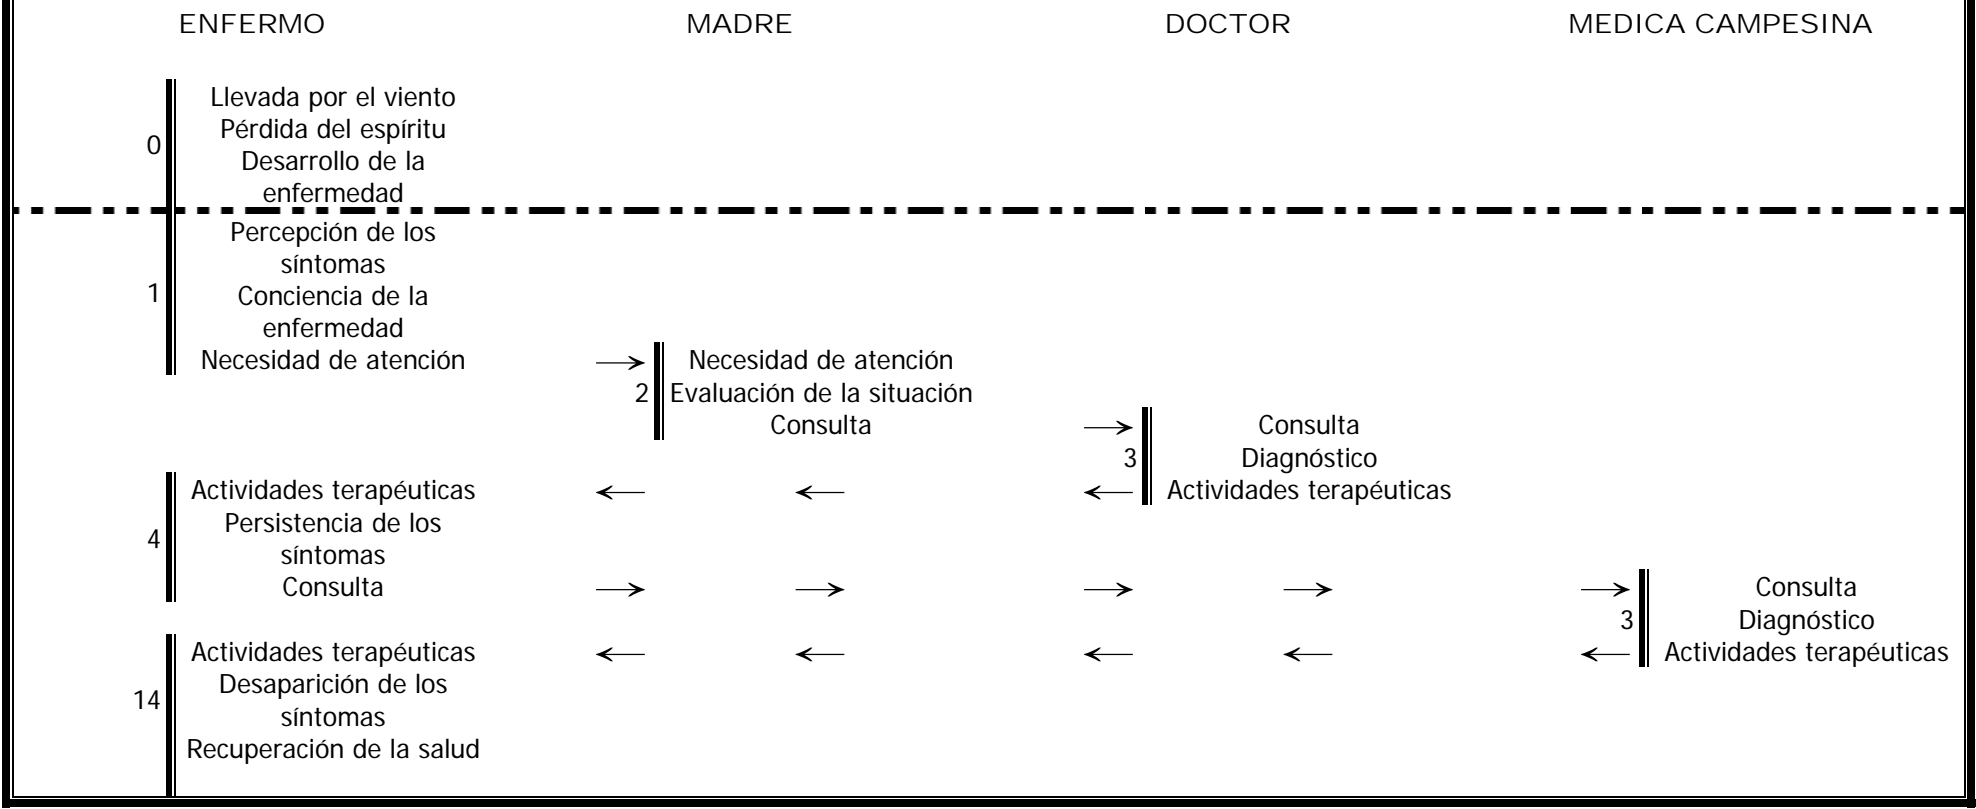 ENFERMO MADRE DOCTOR MEDICA CAMPESINA
Llevada por el viento
Pérdida del espíritu
0
Desarrollo de la
enfermedad
Percepción de los
síntomas
1 Conciencia de la
enfermedad
Necesidad de atención → Necesidad de atención
2 Evaluación de la situación
Consulta → Consulta
3 Diagnóstico
Actividades terapéuticas ← ← ← Actividades terapéuticas
Persistencia de los
4
síntomas
Consulta → → → → → Consulta
3 Diagnóstico
Actividades terapéuticas ← ← ← ← ← Actividades terapéuticas
Desaparición de los
14
síntomas
Recuperación de la salud